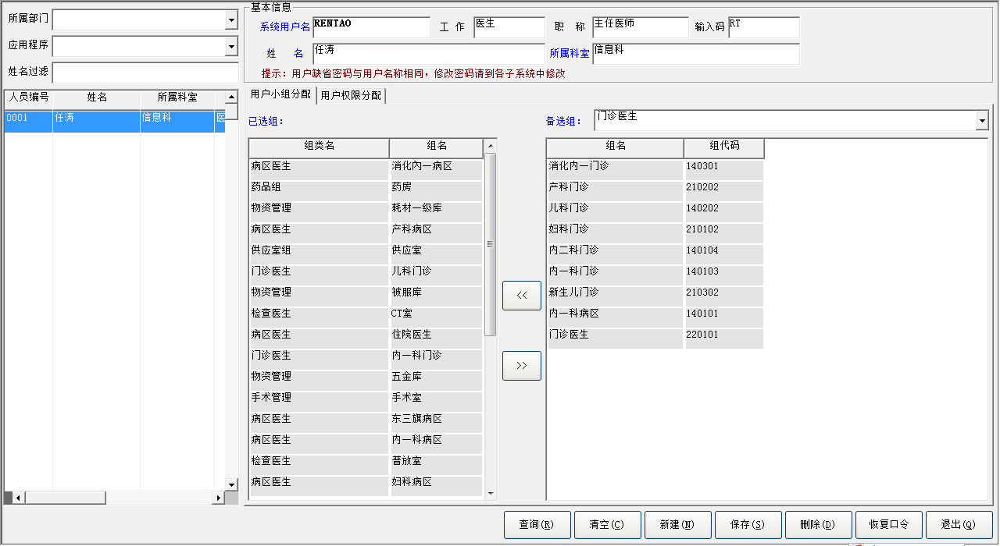 所属部门
应用程序
姓名过滤
人员编号 姓名 所属科室
0001 任涛 信息科 医
基本信息
系统用户名 RENTAO 工 作 医生 职 称 主任医师 输入码 RT
姓 名 任涛 所属科室 信息科
提示：用户缺省密码与用户名称相同，修改密码请到各子系统中修改
用户小组分配 用户权限分配
已选组：
组类名 组名
病区医生 消化内一病区
药品组 药房
物资管理 耗材一级库
病区医生 产科病区
供应室组 供应室
门诊医生 儿科门诊
物资管理 被服库
检查医生 CT室
病区医生 住院医生
门诊医生 内一科门诊
物资管理 五金库
手术管理 手术室
病区医生 东三旗病区
病区医生 内一科病区
检查医生 普放室
病区医生 妇科病区
<<
>>
备选组： 门诊医生
组名 组代码
消化内一门诊 140301
产科门诊 210202
儿科门诊 140202
妇科门诊 210102
内二科门诊 140104
内一科门诊 140103
新生儿门诊 210302
内一科病区 140101
门诊医生 220101
查询(R) 清空(C) 新建(N) 保存(S) 删除(D) 恢复口令 退出(Q)